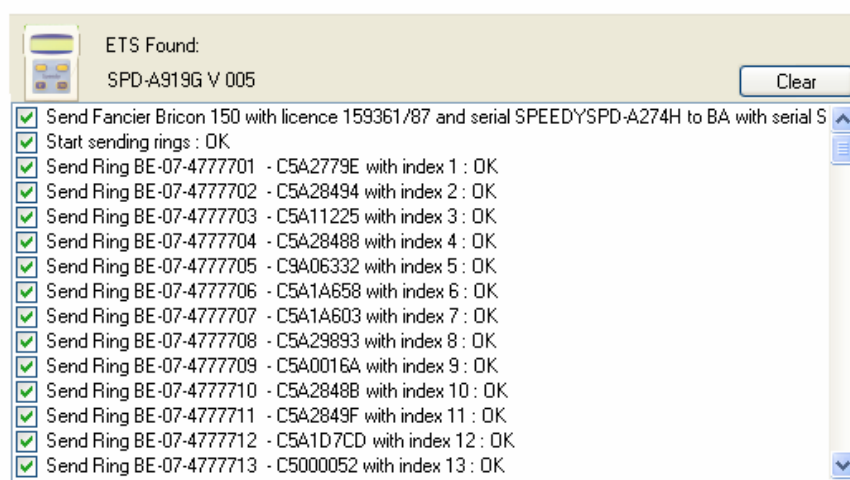 ETS Found:
SPD-A919G V 005
Clear
Send Fancier Bricon 150 with licence 159361/87 and serial SPEEDYSPD-A274H to BA with serial S
Start sending rings : OK
Send Ring BE-07-4777701 - C5A2779E with index 1 : OK
Send Ring BE-07-4777702 - C5A28494 with index 2 : OK
Send Ring BE-07-4777703 - C5A11225 with index 3 : OK
Send Ring BE-07-4777704 - C5A28488 with index 4 : OK
Send Ring BE-07-4777705 - C9A06332 with index 5 : OK
Send Ring BE-07-4777706 - C5A1A658 with index 6 : OK
Send Ring BE-07-4777707 - C5A1A603 with index 7 : OK
Send Ring BE-07-4777708 - C5A29893 with index 8 : OK
Send Ring BE-07-4777709 - C5A0016A with index 9 : OK
Send Ring BE-07-4777710 - C5A2848B with index 10 : OK
Send Ring BE-07-4777711 - C5A2849F with index 11 : OK
Send Ring BE-07-4777712 - C5A1D7CD with index 12 : OK
Send Ring BE-07-4777713 - C5000052 with index 13 : OK